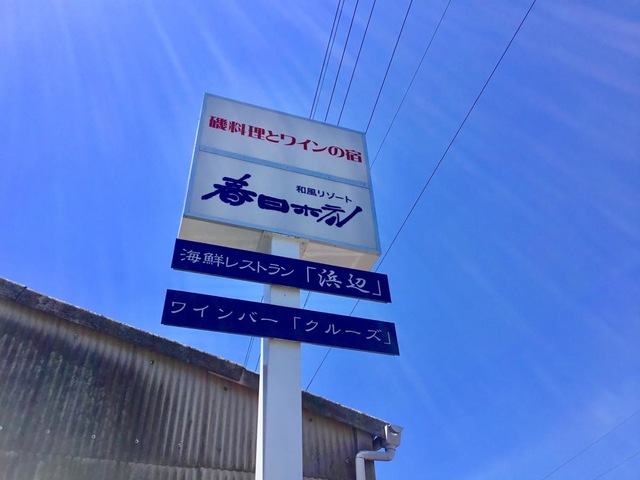 磯料理とワインの宿
和風リゾート
春日ホテル
海鮮レストラン「浜辺」
ワインバー「クルーズ」